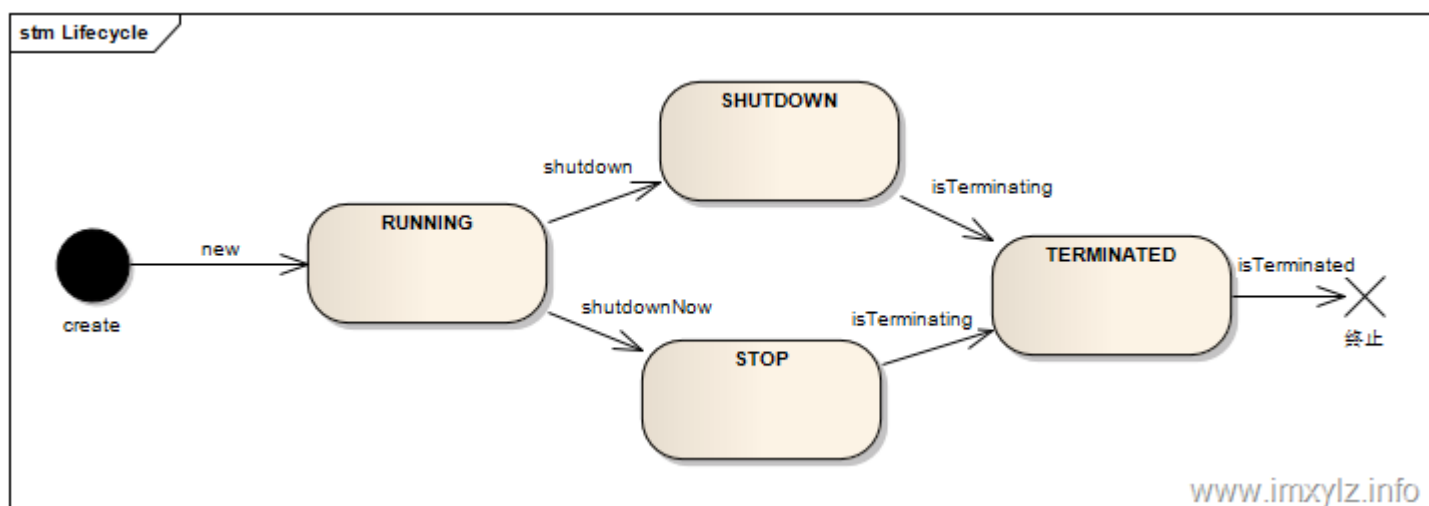 stm Lifecycle
SHUTDOWN
shutdown
isTerminating
RUNNING
new
TERMINATED
isTerminated
create
shutdownNow
isTerminating
终止
STOP
www.imxylz.info